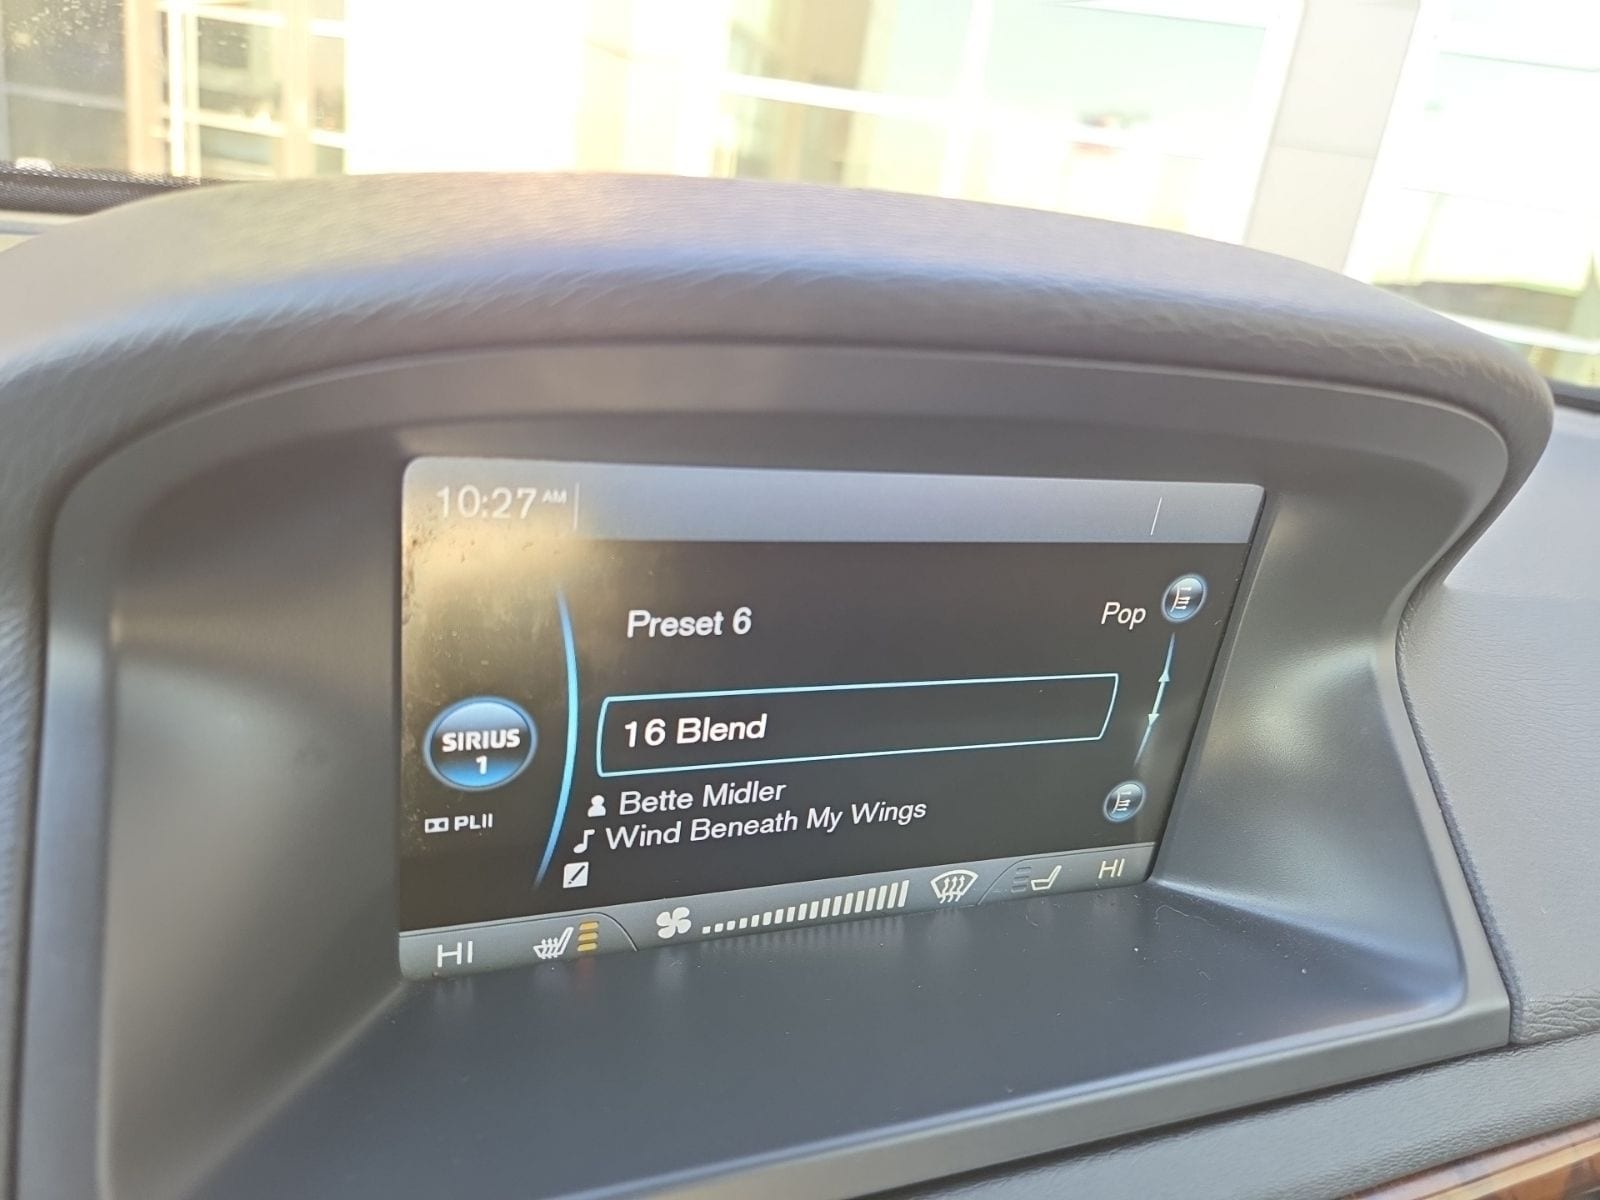 10:27 AM
Preset 6
Pop
16 Blend
SIRIUS
1
Bette Midler
Wind Beneath My Wings
PLII
HI
HI